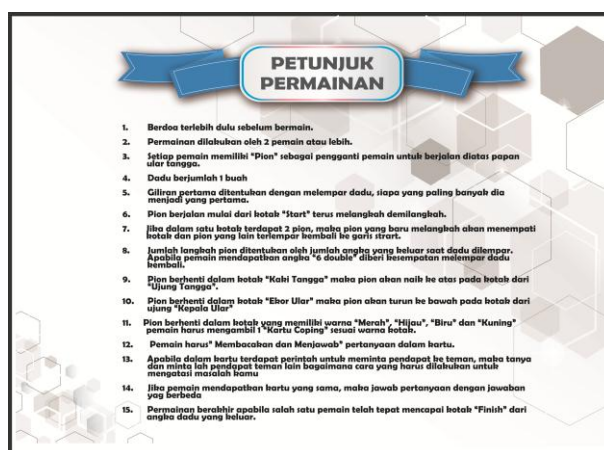 PETUNJUK
PERMAINAN
1. Berdoa terlebih dulu sebelum bermain.
2. Permainan dilakukan oleh 2 pemain atau lebih.
3. Setiap pemain memiliki "Pion" sebagai pengganti pemain untuk berjalan diatas papan
ular tangga.
4. Dadu berjumlah 1 buah
5. Giliran pertama ditentukan dengan melempar dadu, siapa yang paling banyak dia
menjadi yang pertama.
6. Pion berjalan mulai dari kotak "Start" terus melangkah demilangkah.
7. Jika dalam satu kotak terdapat 2 pion, maka pion yang baru melangkah akan menempati
kotak dan pion yang lain terlempar kembali ke garis strart.
8. Jumlah langkah pion ditentukan oleh jumlah angka yang keluar saat dadu dilempar.
Apabila pemain mendapatkan angka "6 double" diberi kesempatan melempar dadu
kembali.
9. Pion berhenti dalam kotak "Kaki Tangga" maka pion akan naik ke atas pada kotak dari
"Ujung Tangga".
10. Pion berhenti dalam kotak "Ekor Ular" maka pion akan turun ke bawah pada kotak dari
ujung "Kepala Ular"
11. Pion berhenti dalam kotak yang memiliki warna "Merah", "Hijau", "Biru" dan "Kuning"
pemain harus mengambil 1 "Kartu Coping" sesuai warna kotak.
12. Pemain harus" Membacakan dan Menjawab" pertanyaan dalam kartu.
13. Apabila dalam kartu terdapat perintah untuk meminta pendapat ke teman, maka tanya
dan minta lah pendapat teman lain bagaimana cara yang harus dilakukan untuk
mengatasi masalah kamu
14. Jika pemain mendapatkan kartu yang sama, maka jawab pertanyaan dengan jawaban
yag berbeda
15. Permainan berakhir apabila salah satu pemain telah tepat mencapai kotak "Finish" dari
angka dadu yang keluar.